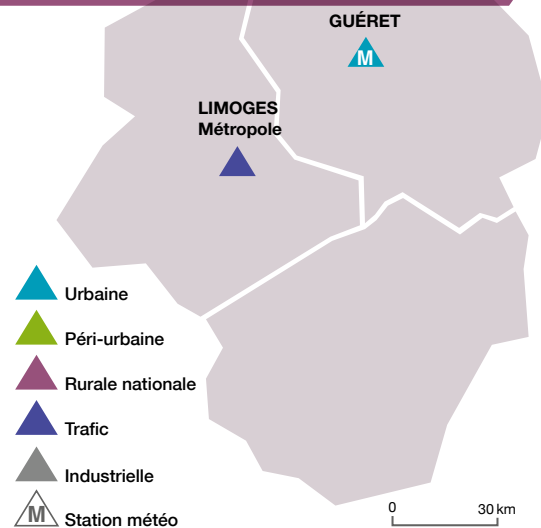 GUÉRET
M
LIMOGES
Métropole
Urbaine
Péri-urbaine
Rurale nationale
Trafic
Industrielle
M Station météo
0 30 km